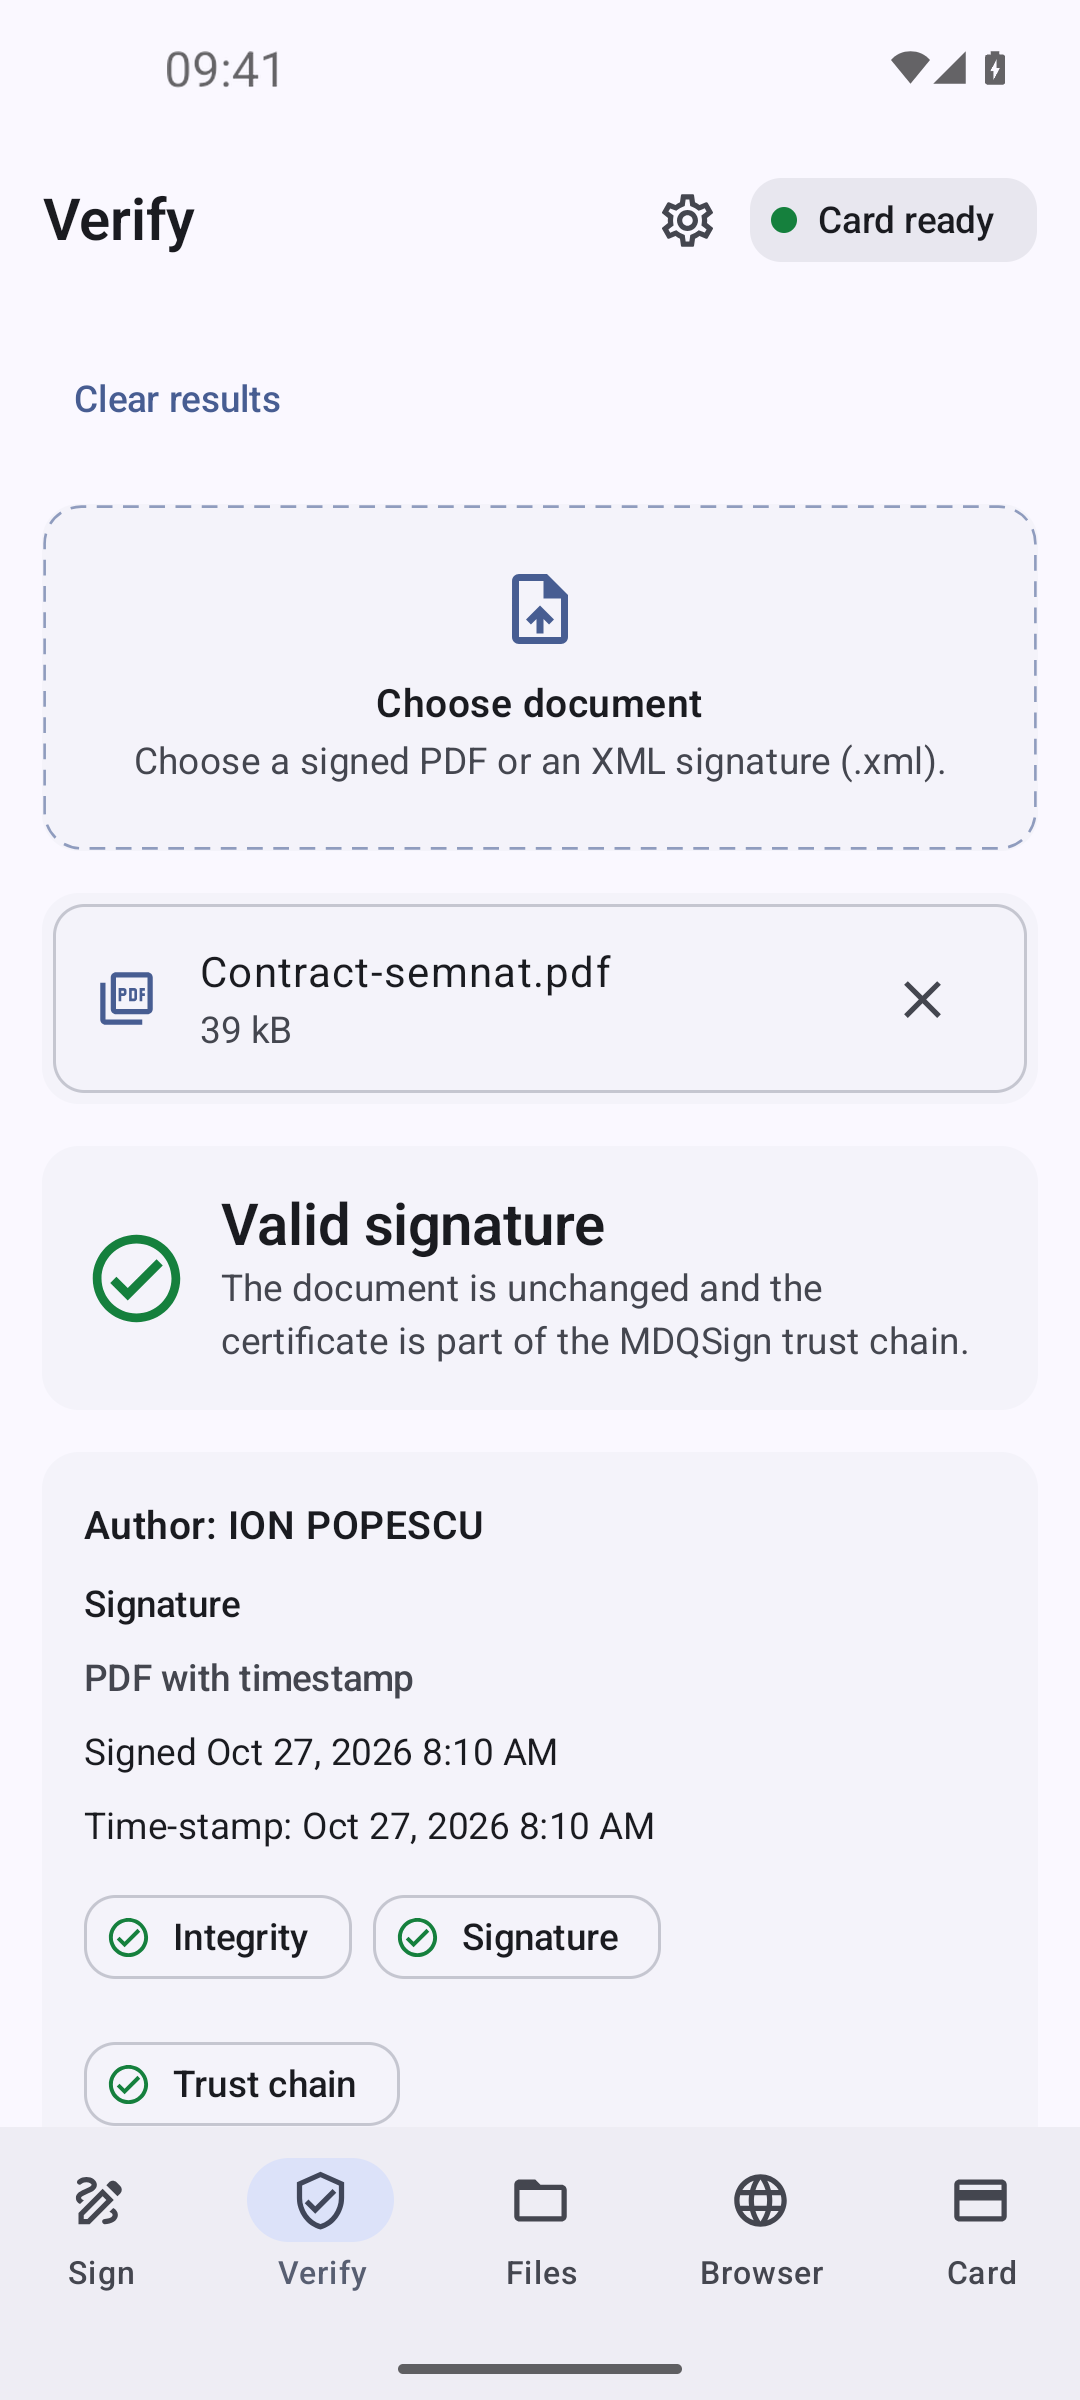 09:41
Verify
Card ready
Clear results
Choose document
Choose a signed PDF or an XML signature (.xml).
PDF
Contract-semnat.pdf
39 kB
Valid signature
The document is unchanged and the
certificate is part of the MDQSign trust chain.
Author: ION POPESCU
Signature
PDF with timestamp
Signed Oct 27, 2026 8:10 AM
Time-stamp: Oct 27, 2026 8:10 AM
Integrity
Signature
Trust chain
Sign
Verify
Files
Browser
Card